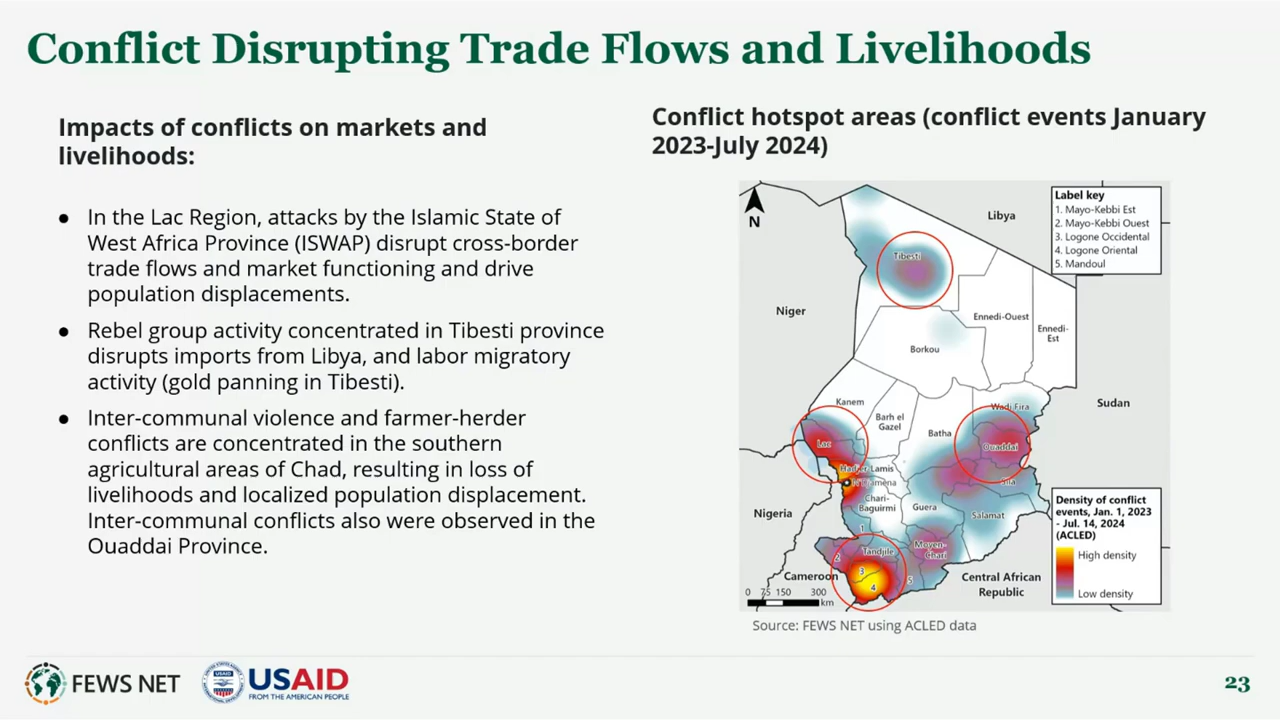 Conflict Disrupting Trade Flows and Livelihoods
Impacts of conflicts on markets and
livelihoods:
● In the Lac Region, attacks by the Islamic State of
West Africa Province (ISWAP) disrupt cross-border
trade flows and market functioning and drive
population displacements.
● Rebel group activity concentrated in Tibesti province
disrupts imports from Libya, and labor migratory
activity (gold panning in Tibesti).
● Inter-communal violence and farmer-herder
conflicts are concentrated in the southern
agricultural areas of Chad, resulting in loss of
livelihoods and localized population displacement.
Inter-communal conflicts also were observed in the
Ouaddai Province.
Conflict hotspot areas (conflict events January
2023-July 2024)
N
Libya
Label key
1. Mayo-Kebbi Est
2. Mayo-Kebbi Ouest
3. Logone Occidental
4. Logone Oriental
5. Mandoul
Tibesti
Niger
Ennedi-Ouest
Ennedi-
Est
Borkou
Kanem
Wadi Fira
Sudan
Barh el
Gazel
Batha
Lac
Ouaddai
Hadjer Lamis
N'Djamena
Sila
Chari-
Baguirmi
Guera
Salamat
Nigeria
Density of conflict
events, Jan. 1, 2023
- Jul. 14, 2024
(ACLED)
High density
Low density
1
2
Tandjile
Moyen-
Chari
3
4
5
Cameroon
Central African
Republic
0 75 150 300
km
Source: FEWS NET using ACLED data
FEWS NET
USAID
USAID
FROM THE AMERICAN PEOPLE
23